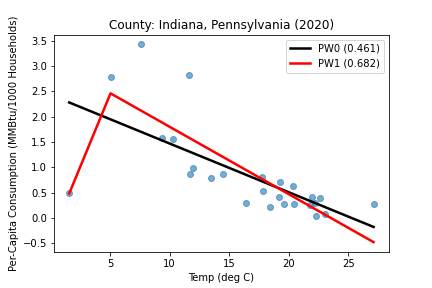 County: Indiana, Pennsylvania (2020)
Per-Capita Consumption (MMBtu/1000 Households)
3.5
3.0
2.5
2.0
1.5
1.0
0.5
0.0
−0.5
PW0 (0.461)
PW1 (0.682)
5 10 15 20 25
Temp (deg C)